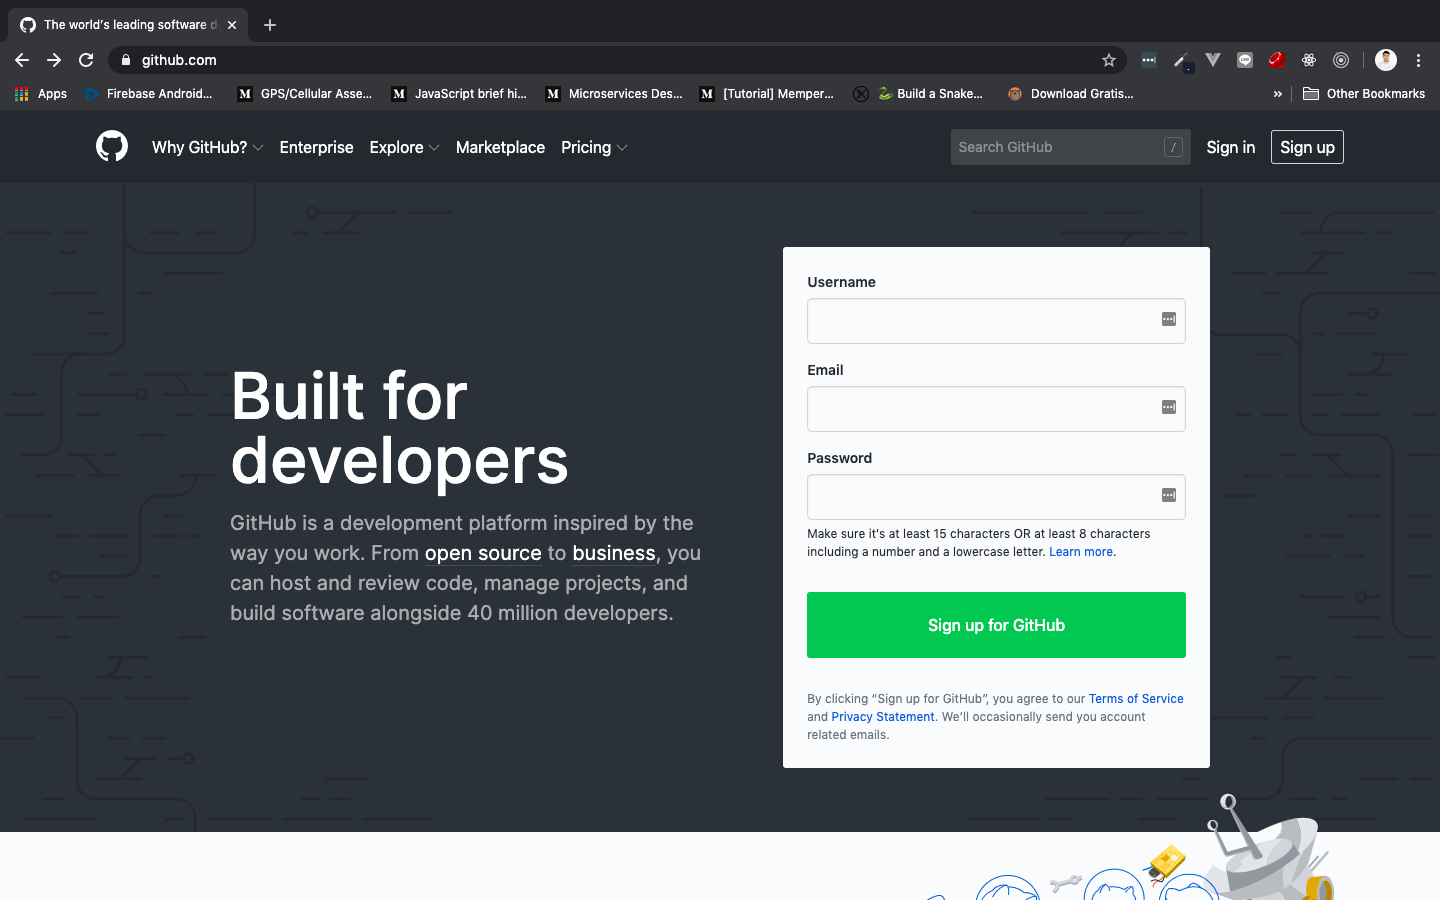 The world's leading software d
github.com
Apps
Firebase Android...
GPS/Cellular Asse...
JavaScript brief hi...
Microservices Des...
[Tutorial] Memper...
Build a Snake...
Download Gratis...
»
Other Bookmarks
Why GitHub?
Enterprise
Explore
Marketplace
Pricing
Search GitHub
/
Sign in
Sign up
Built for
developers
GitHub is a development platform inspired by the
way you work. From open source to business, you
can host and review code, manage projects, and
build software alongside 40 million developers.
Username
Email
Password
Make sure it's at least 15 characters OR at least 8 characters
including a number and a lowercase letter. Learn more.
Sign up for GitHub
By clicking “Sign up for GitHub”, you agree to our Terms of Service
and Privacy Statement. We’ll occasionally send you account
related emails.